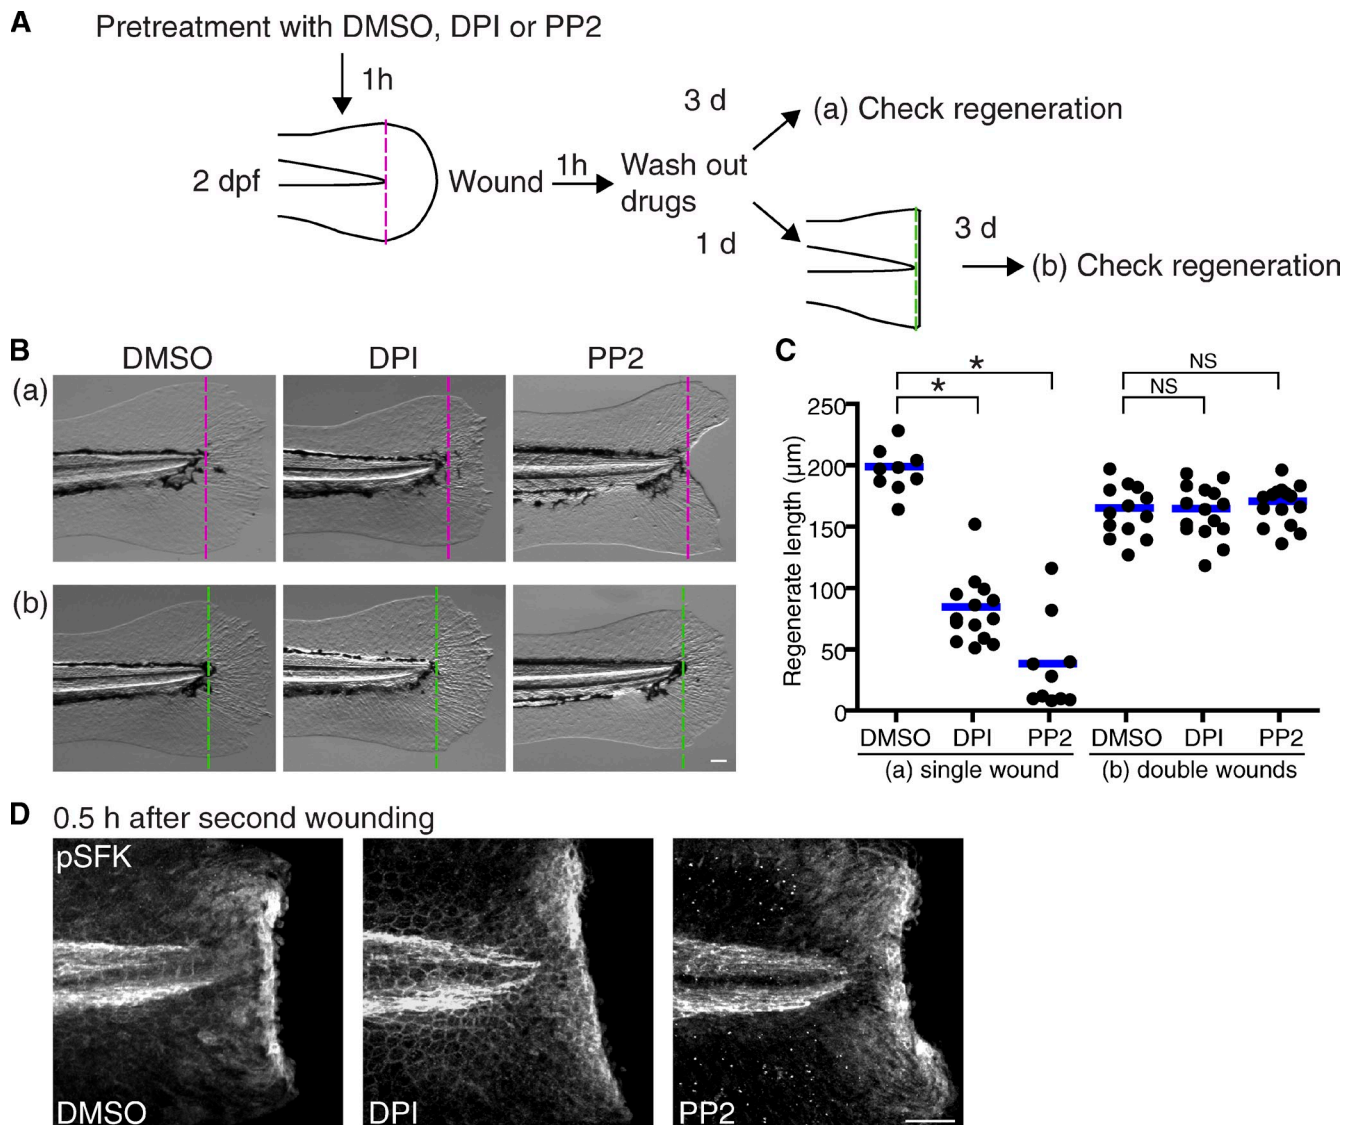 A
Pretreatment with DMSO, DPI or PP2
1h
2 dpf
Wound
1h
Wash out
drugs
3 d
(a) Check regeneration
1 d
3 d
(b) Check regeneration
B
DMSO DPI PP2
(a)
(b)
C
* * NS NS
Regenerate length (µm)
250
200
150
100
50
0
DMSO DPI PP2 DMSO DPI PP2
(a) single wound (b) double wounds
D
0.5 h after second wounding
pSFK
DMSO DPI PP2